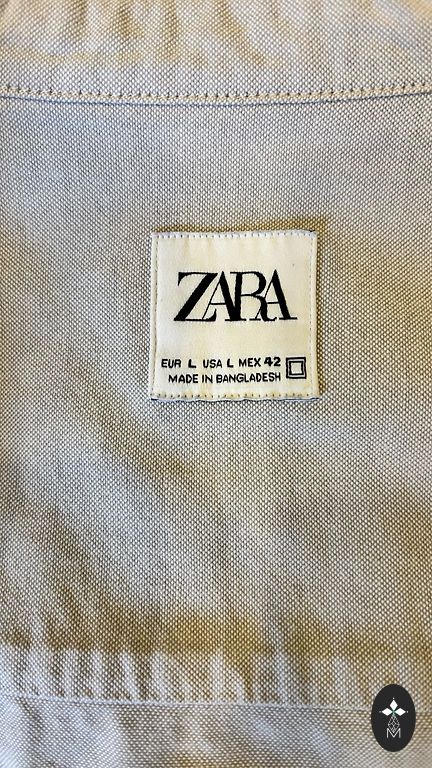 ZARA
EUR L USA L MEX 42
MADE IN BANGLADESH
M